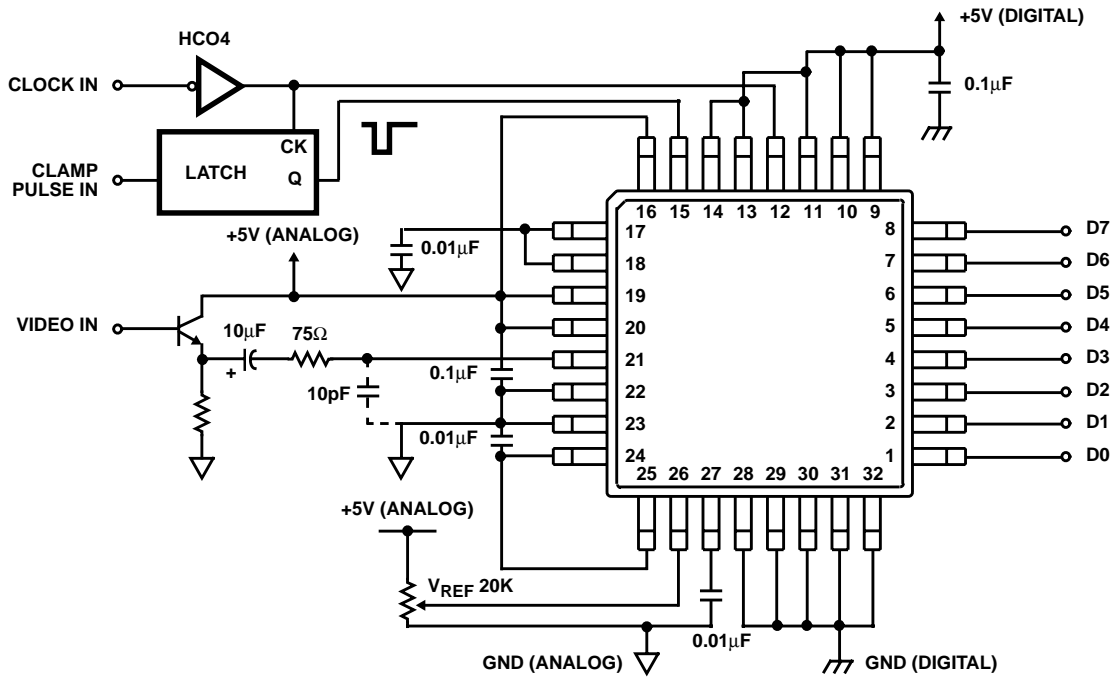 +5V (DIGITAL)
HCO4
CLOCK IN
0.1μF
CK
CLAMP
PULSE IN
LATCH
Q
16 15 14 13 12 11 10 9
+5V (ANALOG)
17
8
D7
0.01μF
18
7
D6
19
6
D5
VIDEO IN
20
5
D4
10μF
75Ω
21
4
D3
+
0.1μF
10pF
22
3
D2
23
2
D1
0.01μF
24
1
D0
25 26 27 28 29 30 31 32
+5V (ANALOG)
VREF 20K
0.01μF
GND (ANALOG)
GND (DIGITAL)